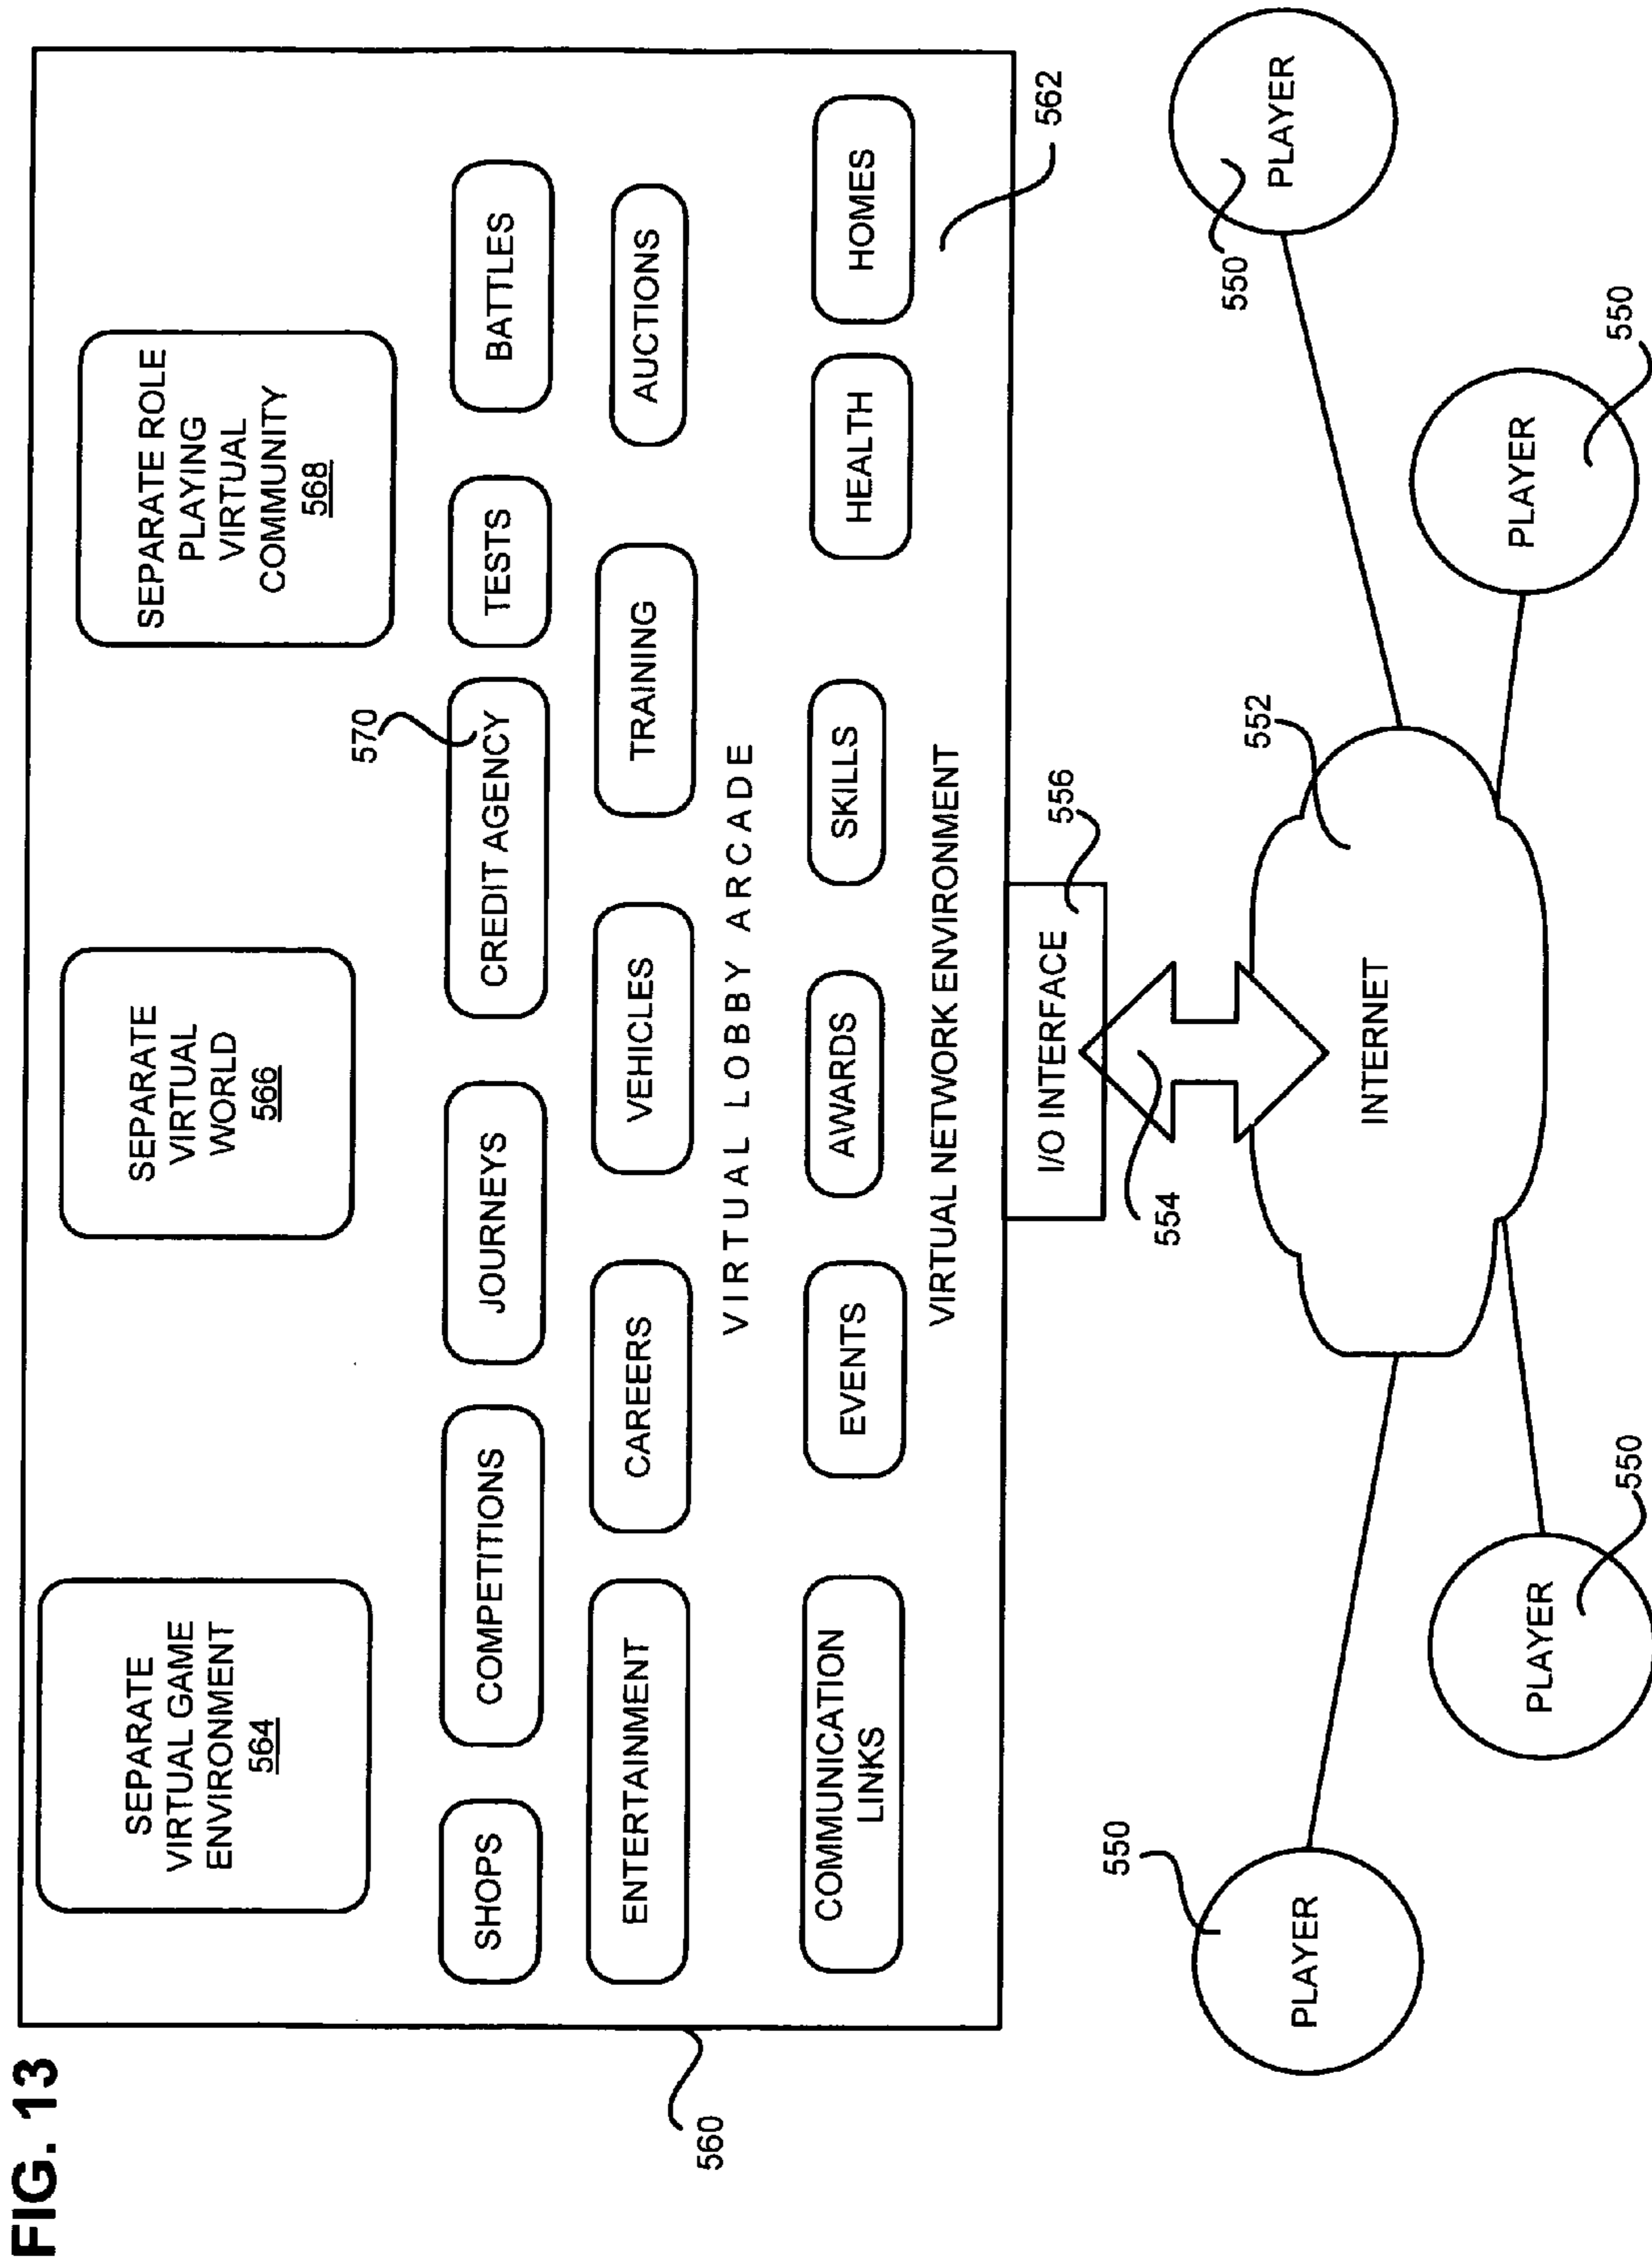 FIG. 13
SEPARATE
VIRTUAL GAME
ENVIRONMENT
564
SEPARATE
VIRTUAL
WORLD
566
SEPARATE ROLE
PLAYING
VIRTUAL
COMMUNITY
568
570
SHOPS
COMPETITIONS
JOURNEYS
CREDIT AGENCY
TESTS
BATTLES
ENTERTAINMENT
CAREERS
VEHICLES
TRAINING
AUCTIONS
VIRTUAL LOBBY ARCADE
COMMUNICATION
LINKS
EVENTS
AWARDS
SKILLS
HEALTH
HOMES
VIRTUAL NETWORK ENVIRONMENT
560
562
I/O INTERFACE
556
554
552
INTERNET
550
PLAYER
550
PLAYER
550
PLAYER
550
PLAYER